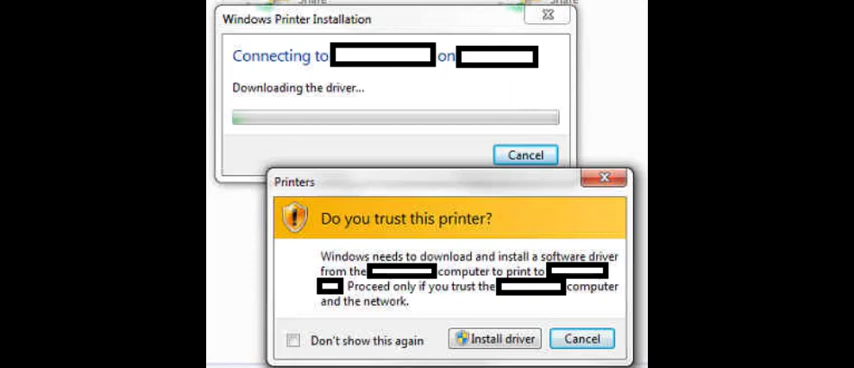 Share
Share
Windows Printer Installation
Connecting to on
Downloading the driver...
Cancel
Printers
Do you trust this printer?
Windows needs to download and install a software driver
from the computer to print to
. Proceed only if you trust the computer
and the network.
Don't show this again
Install driver
Cancel